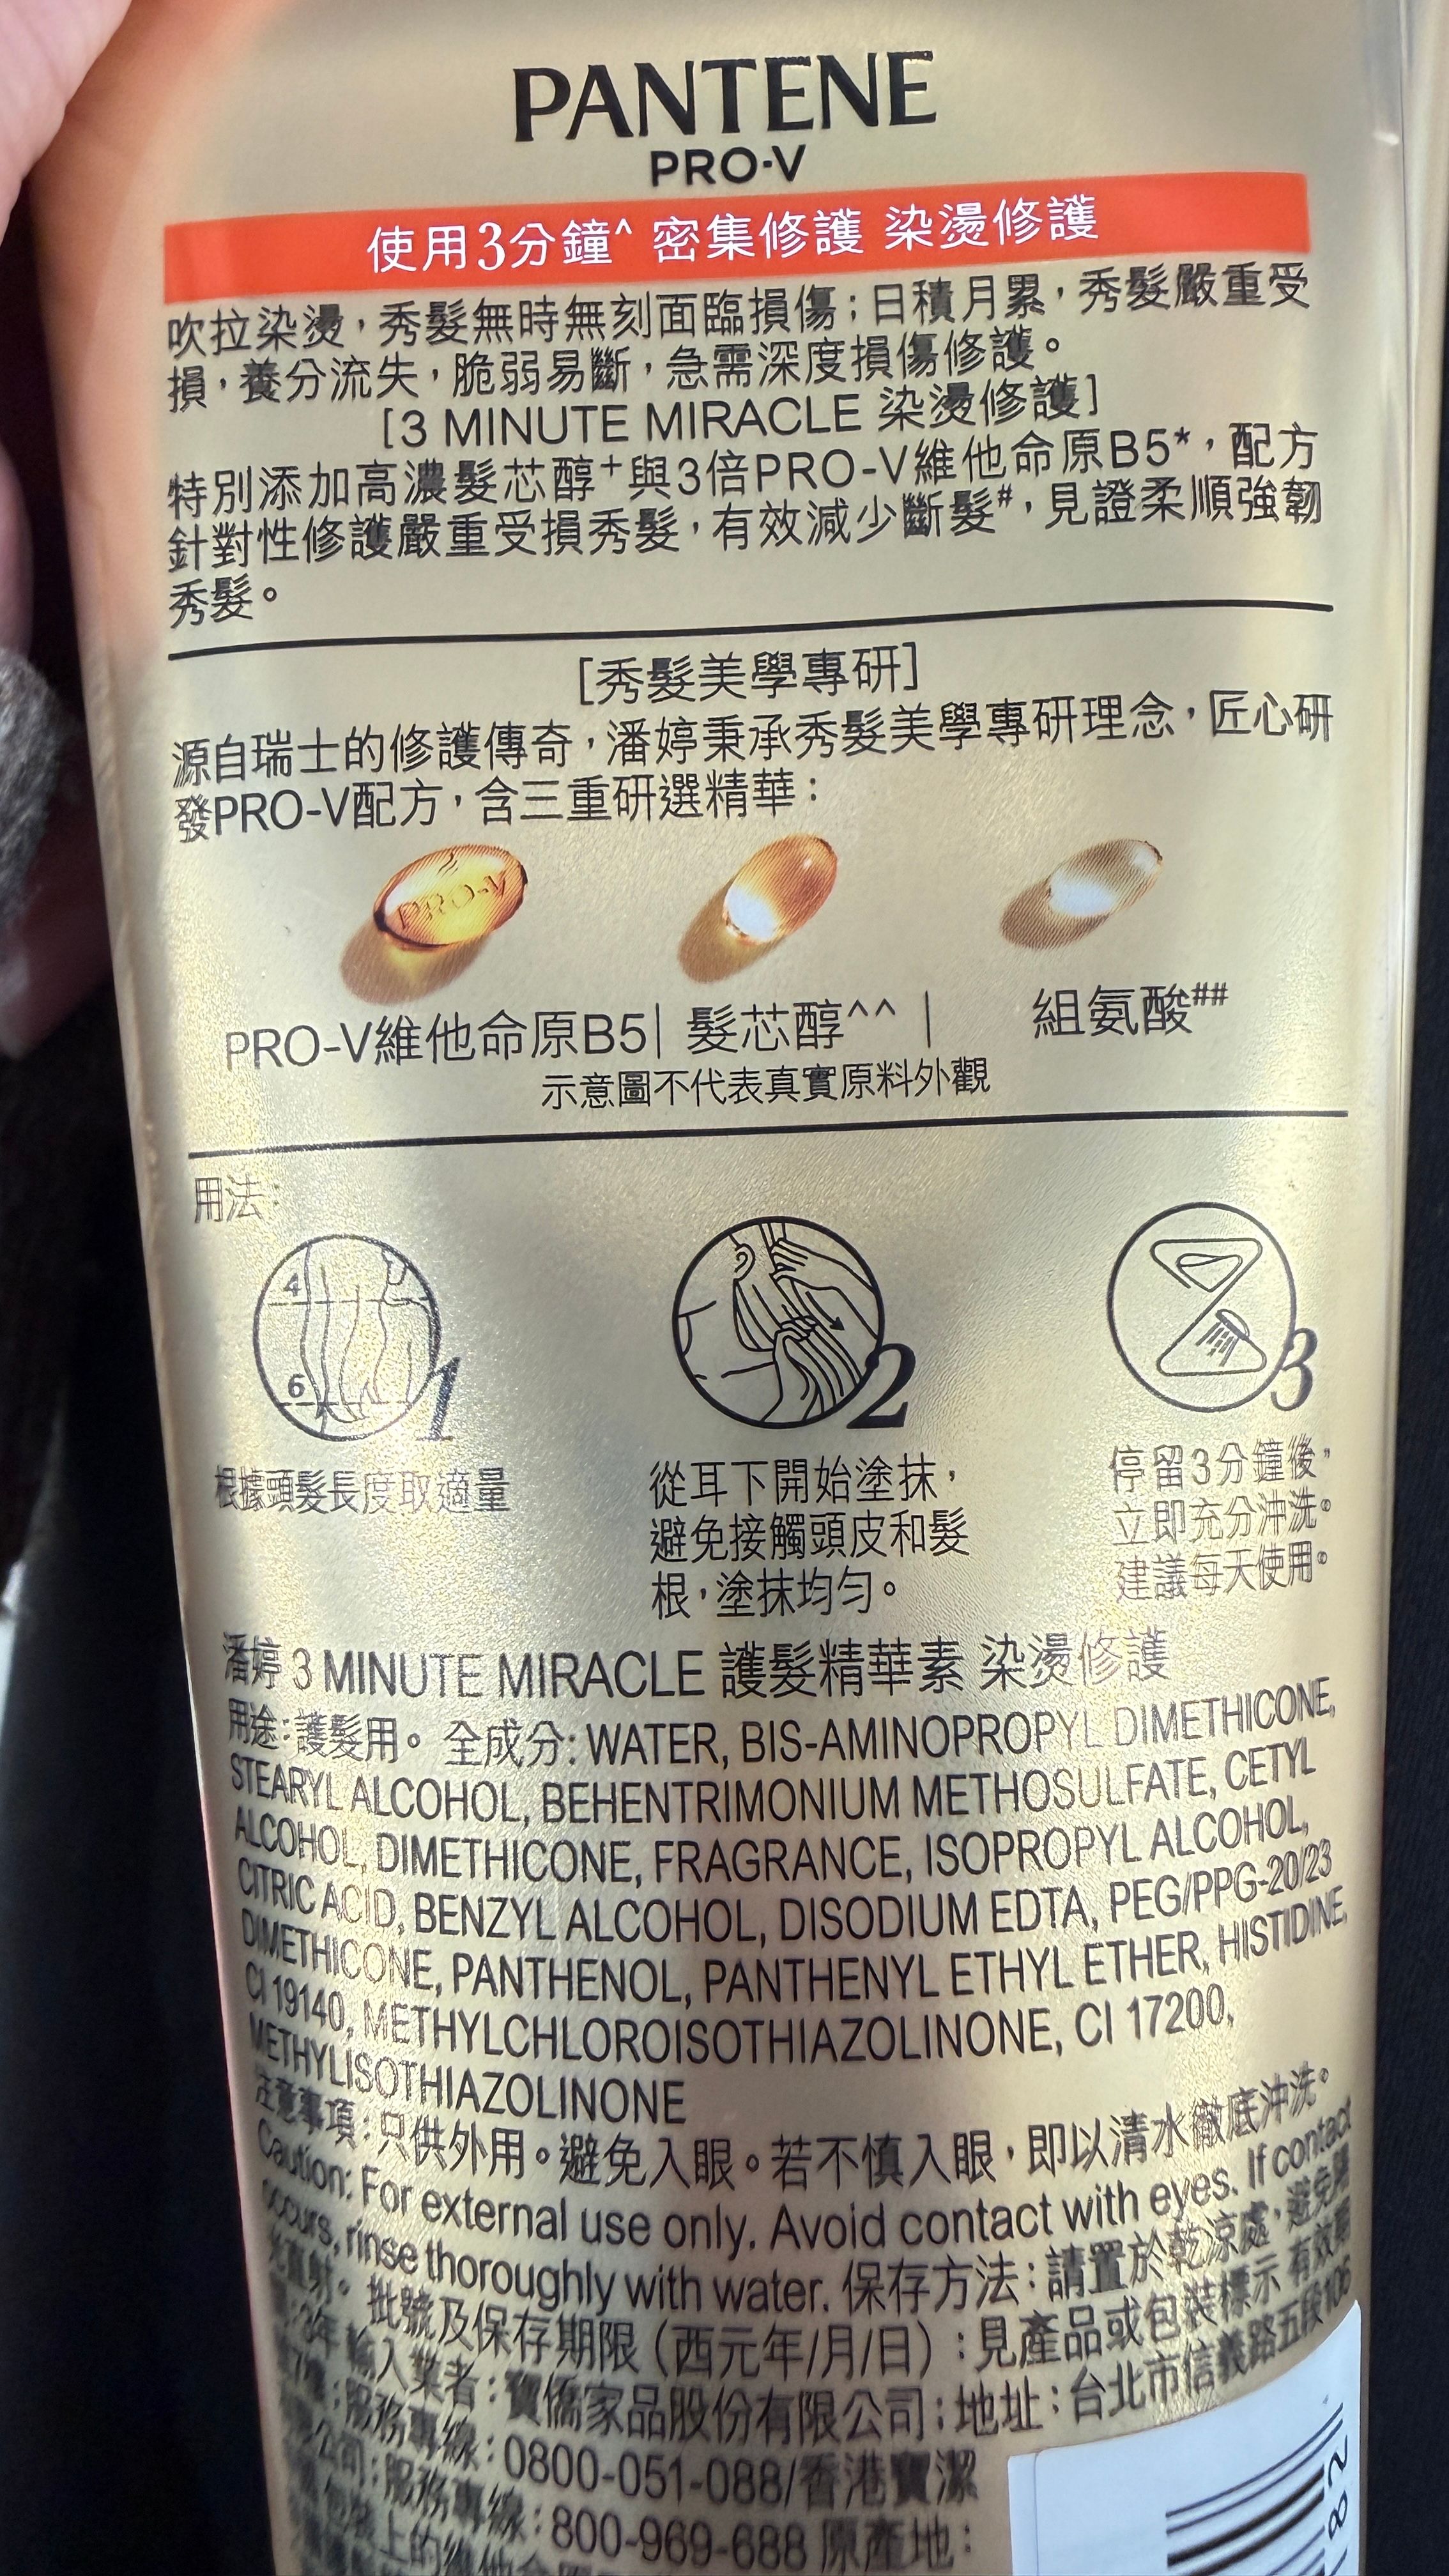 PANTENE
PRO-V
使用3分鐘^ 密集修護 染燙修護
吹拉染燙，秀髮無時無刻面臨損傷；日積月累，秀髮嚴重受
損，養分流失，脆弱易斷，急需深度損傷修護。
[3 MINUTE MIRACLE 染燙修護]
特別添加高濃髮芯醇+與3倍PRO-V維他命原B5*，配方
針對性修護嚴重受損秀髮，有效減少斷髮#，見證柔順強韌
秀髮。
[秀髮美學專研]
源自瑞士的修護傳奇，潘婷秉承秀髮美學專研理念，匠心研
發PRO-V配方，含三重研選精華：
PRO-V
PRO-V維他命原B5| 髮芯醇^^ | 組氨酸##
示意圖不代表真實原料外觀
用法：
4
6
1
2
3
根據頭髮長度取適量
從耳下開始塗抹，
避免接觸頭皮和髮
根，塗抹均勻。
停留3分鐘後，
立即充分沖洗。
建議每天使用。
潘婷 3 MINUTE MIRACLE 護髮精華素 染燙修護
用途：護髮用。 全成分: WATER, BIS-AMINOPROPYL DIMETHICONE,
STEARYL ALCOHOL, BEHENTRIMONIUM METHOSULFATE, CETYL
ALCOHOL, DIMETHICONE, FRAGRANCE, ISOPROPYL ALCOHOL,
CITRIC ACID, BENZYL ALCOHOL, DISODIUM EDTA, PEG/PPG-20/23
DIMETHICONE, PANTHENOL, PANTHENYL ETHYL ETHER, HISTIDINE,
CI 19140, METHYLCHLOROISOTHIAZOLINONE, CI 17200,
METHYLISOTHIAZOLINONE
注意事項：只供外用。避免入眼。若不慎入眼，即以清水徹底沖洗。
Caution: For external use only. Avoid contact with eyes. If contact
occurs, rinse thoroughly with water. 保存方法：請置於乾涼處，避免陽
光直射。 批號及保存期限（西元年/月/日）：見產品或包裝標示 有效期
3年 輸入業者：寶僑家品股份有限公司；地址：台北市信義路五段106
服務專線：0800-051-088/香港寶潔
公司：服務專線：800-969-688 原產地：